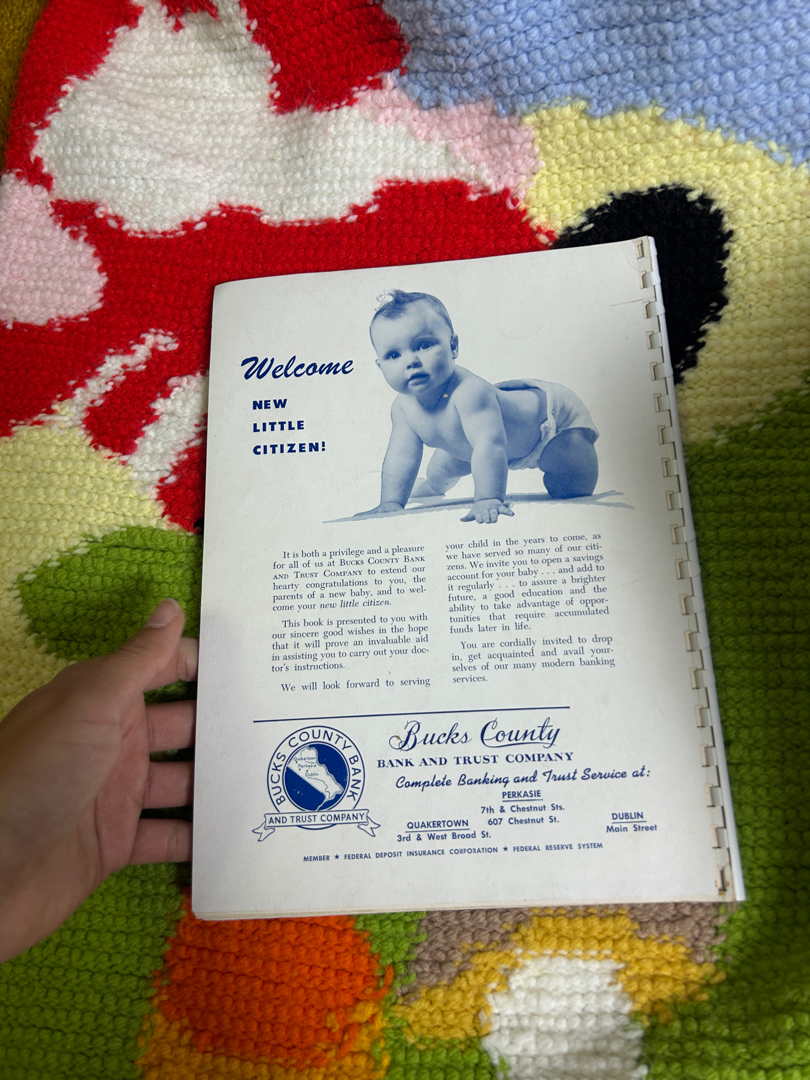 Welcome
NEW
LITTLE
CITIZEN!
It is both a privilege and a pleasure
for all of us at BUCKS COUNTY BANK
AND TRUST COMPANY to extend our
hearty congratulations to you, the
parents of a new baby, and to wel-
come your new little citizen.
This book is presented to you with
our sincere good wishes in the hope
that it will prove an invaluable aid
in assisting you to carry out your doc-
tor's instructions.
We will look forward to serving
your child in the years to come, as
we have served so many of our citi-
zens. We invite you to open a savings
account for your baby . . . and add to
it regularly . . . to assure a brighter
future, a good education and the
ability to take advantage of oppor-
tunities that require accumulated
funds later in life.
You are cordially invited to drop
in, get acquainted and avail your-
selves of our many modern banking
services.
BUCKS COUNTY BANK
Quakertown
Perkasie
Dublin
AND TRUST COMPANY
Bucks County
BANK AND TRUST COMPANY
Complete Banking and Trust Service at:
PERKASIE
7th & Chestnut Sts.
607 Chestnut St.
QUAKERTOWN
3rd & West Broad St.
DUBLIN
Main Street
MEMBER ★ FEDERAL DEPOSIT INSURANCE CORPORATION ★ FEDERAL RESERVE SYSTEM